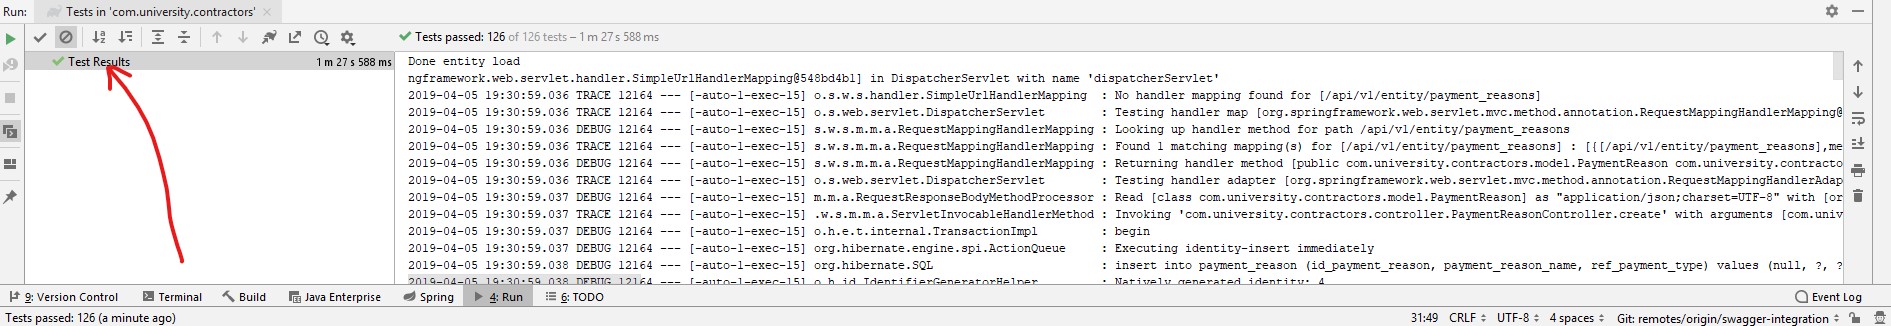 Run: Tests in 'com.university.contractors' ×
Tests passed: 126 of 126 tests – 1 m 27 s 588 ms
Test Results 1 m 27 s 588 ms
Done entity load
ngframework.web.servlet.handler.SimpleUrlHandlerMapping@548bd4b1] in DispatcherServlet with name 'dispatcherServlet'
2019-04-05 19:30:59.036 TRACE 12164 --- [-auto-1-exec-15] o.s.w.s.handler.SimpleUrlHandlerMapping : No handler mapping found for [/api/v1/entity/payment_reasons]
2019-04-05 19:30:59.036 TRACE 12164 --- [-auto-1-exec-15] o.s.web.servlet.DispatcherServlet : Testing handler map [org.springframework.web.servlet.mvc.method.annotation.RequestMappingHandlerMapping@
2019-04-05 19:30:59.036 DEBUG 12164 --- [-auto-1-exec-15] s.w.s.m.m.a.RequestMappingHandlerMapping : Looking up handler method for path /api/v1/entity/payment_reasons
2019-04-05 19:30:59.036 TRACE 12164 --- [-auto-1-exec-15] s.w.s.m.m.a.RequestMappingHandlerMapping : Found 1 matching mapping(s) for [/api/v1/entity/payment_reasons] : [{[/api/v1/entity/payment_reasons],me
2019-04-05 19:30:59.036 DEBUG 12164 --- [-auto-1-exec-15] s.w.s.m.m.a.RequestMappingHandlerMapping : Returning handler method [public com.university.contractors.model.PaymentReason com.university.contracto
2019-04-05 19:30:59.036 TRACE 12164 --- [-auto-1-exec-15] o.s.web.servlet.DispatcherServlet : Testing handler adapter [org.springframework.web.servlet.mvc.method.annotation.RequestMappingHandlerAdap
2019-04-05 19:30:59.037 DEBUG 12164 --- [-auto-1-exec-15] m.m.a.RequestResponseBodyMethodProcessor : Read [class com.university.contractors.model.PaymentReason] as "application/json;charset=UTF-8" with [or
2019-04-05 19:30:59.037 TRACE 12164 --- [-auto-1-exec-15] .w.s.m.m.a.ServletInvocableHandlerMethod : Invoking 'com.university.contractors.controller.PaymentReasonController.create' with arguments [com.univ
2019-04-05 19:30:59.037 DEBUG 12164 --- [-auto-1-exec-15] o.h.e.t.internal.TransactionImpl : begin
2019-04-05 19:30:59.037 DEBUG 12164 --- [-auto-1-exec-15] org.hibernate.engine.spi.ActionQueue : Executing identity-insert immediately
2019-04-05 19:30:59.038 DEBUG 12164 --- [-auto-1-exec-15] org.hibernate.SQL : insert into payment_reason (id_payment_reason, payment_reason_name, ref_payment_type) values (null, ?, ?
2019-04-05 19:30:59.038 DEBUG 12164 --- [-auto-1-exec-15] o.h.id.IdentifierGeneratorHelper : Natively generated identity: 4
9: Version Control Terminal Build Java Enterprise Spring 4: Run 6: TODO Event Log
Tests passed: 126 (a minute ago) 31:49 CRLF UTF-8 4 spaces Git: remotes/origin/swagger-integration